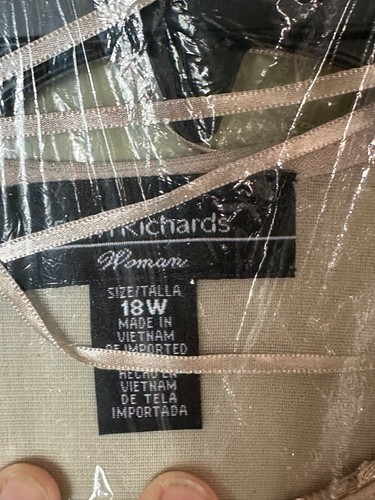 Richards
Woman
SIZE/TALLA
18W
MADE IN
VIETNAM
OF IMPORTED
HECHO EN
VIETNAM
DE TELA
IMPORTADA